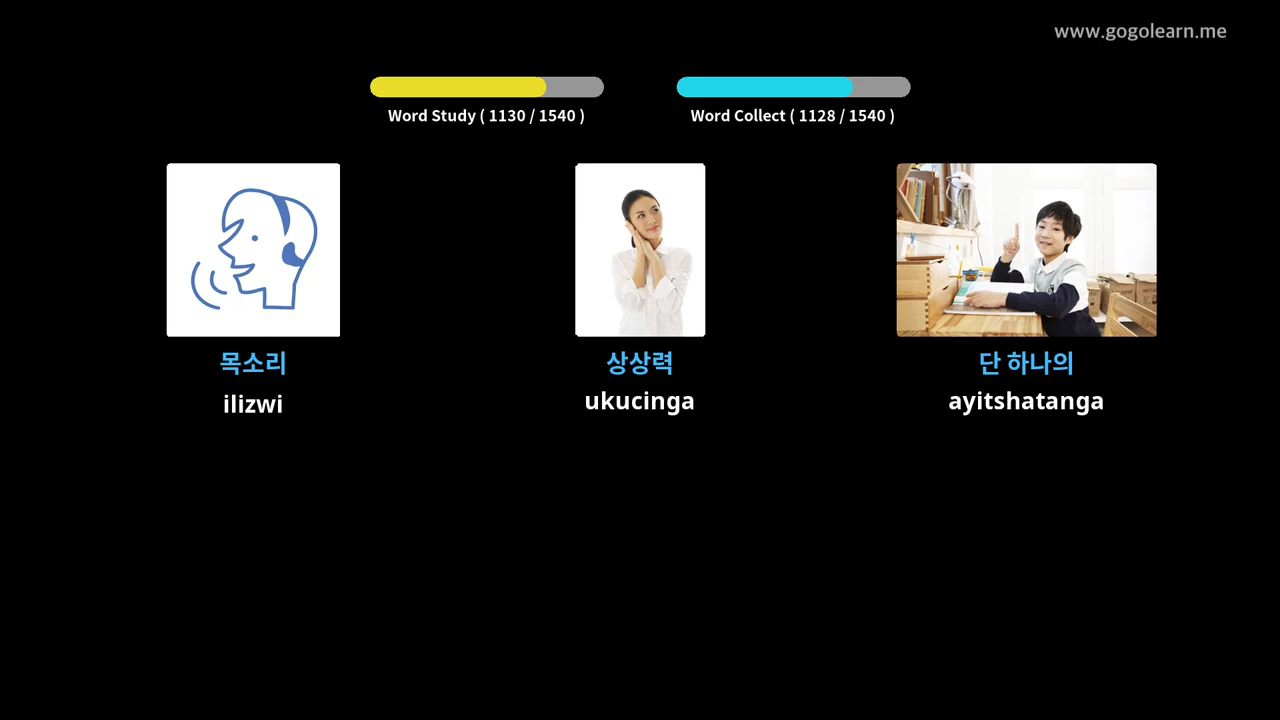 www.gogolearn.me
Word Study ( 1130 / 1540 )
Word Collect ( 1128 / 1540 )
목소리
ilizwi
상상력
ukucinga
단 하나의
ayitshatanga